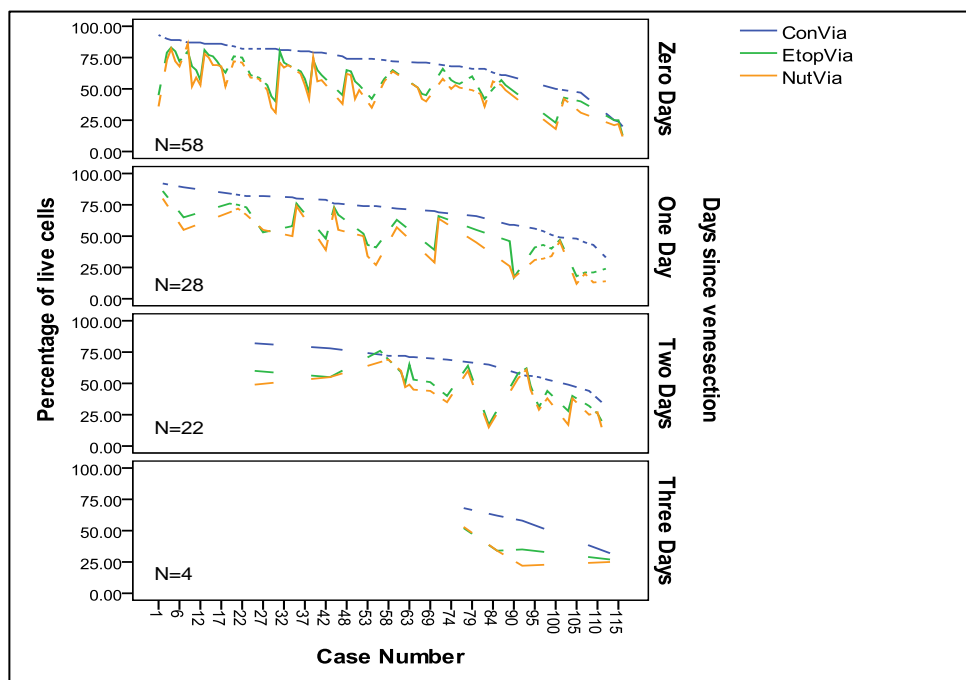 100.00
75.00
50.00
25.00
0.00
N=58
Zero Days
100.00
75.00
50.00
25.00
0.00
N=28
One Day
100.00
75.00
50.00
25.00
0.00
N=22
Two Days
100.00
75.00
50.00
25.00
0.00
N=4
Three Days
Percentage of live cells
Days since venesection
ConVia
EtopVia
NutVia
1 6 12 17 22 27 32 37 42 48 53 58 63 69 74 79 84 90 95 100 105 110 115
Case Number